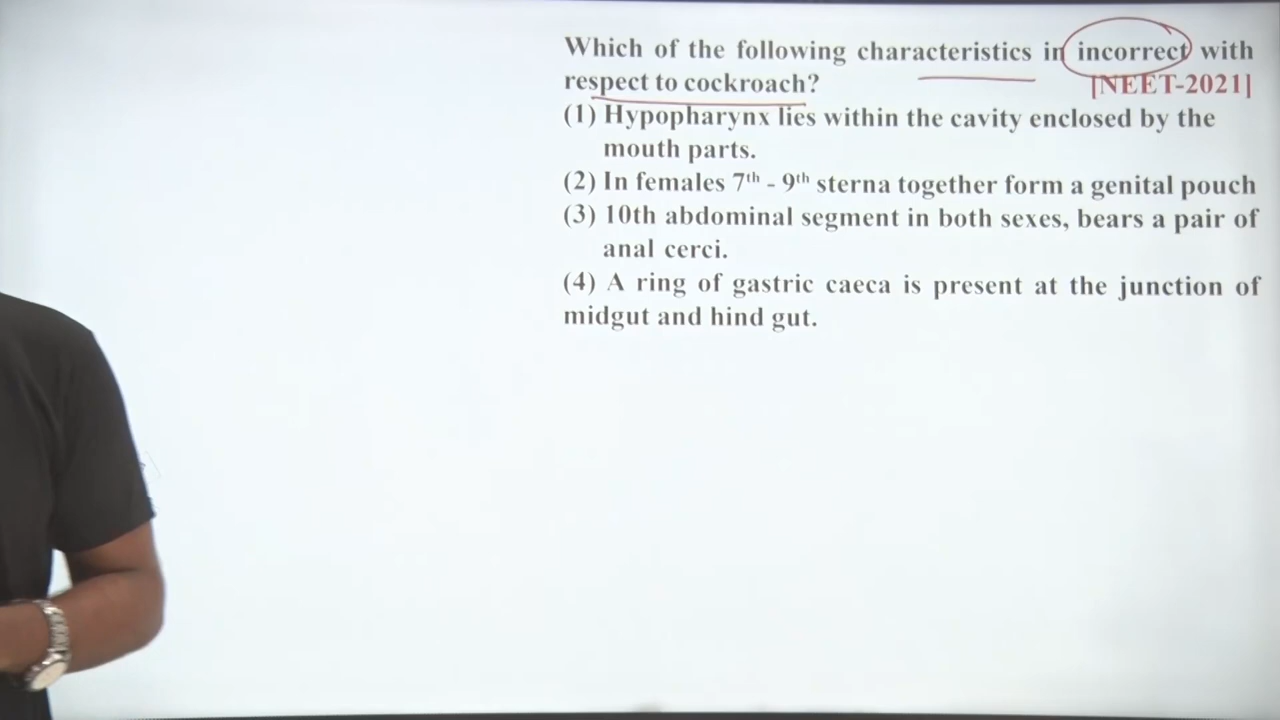 Which of the following characteristics in incorrect with
respect to cockroach? [NEET-2021]
(1) Hypopharynx lies within the cavity enclosed by the
mouth parts.
(2) In females 7th - 9th sterna together form a genital pouch
(3) 10th abdominal segment in both sexes, bears a pair of
anal cerci.
(4) A ring of gastric caeca is present at the junction of
midgut and hind gut.